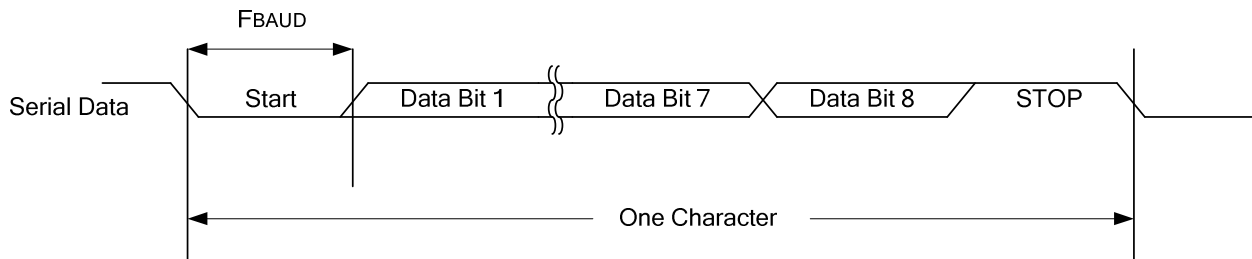 FBAUD
Serial Data Start Data Bit 1 Data Bit 7 Data Bit 8 STOP
One Character